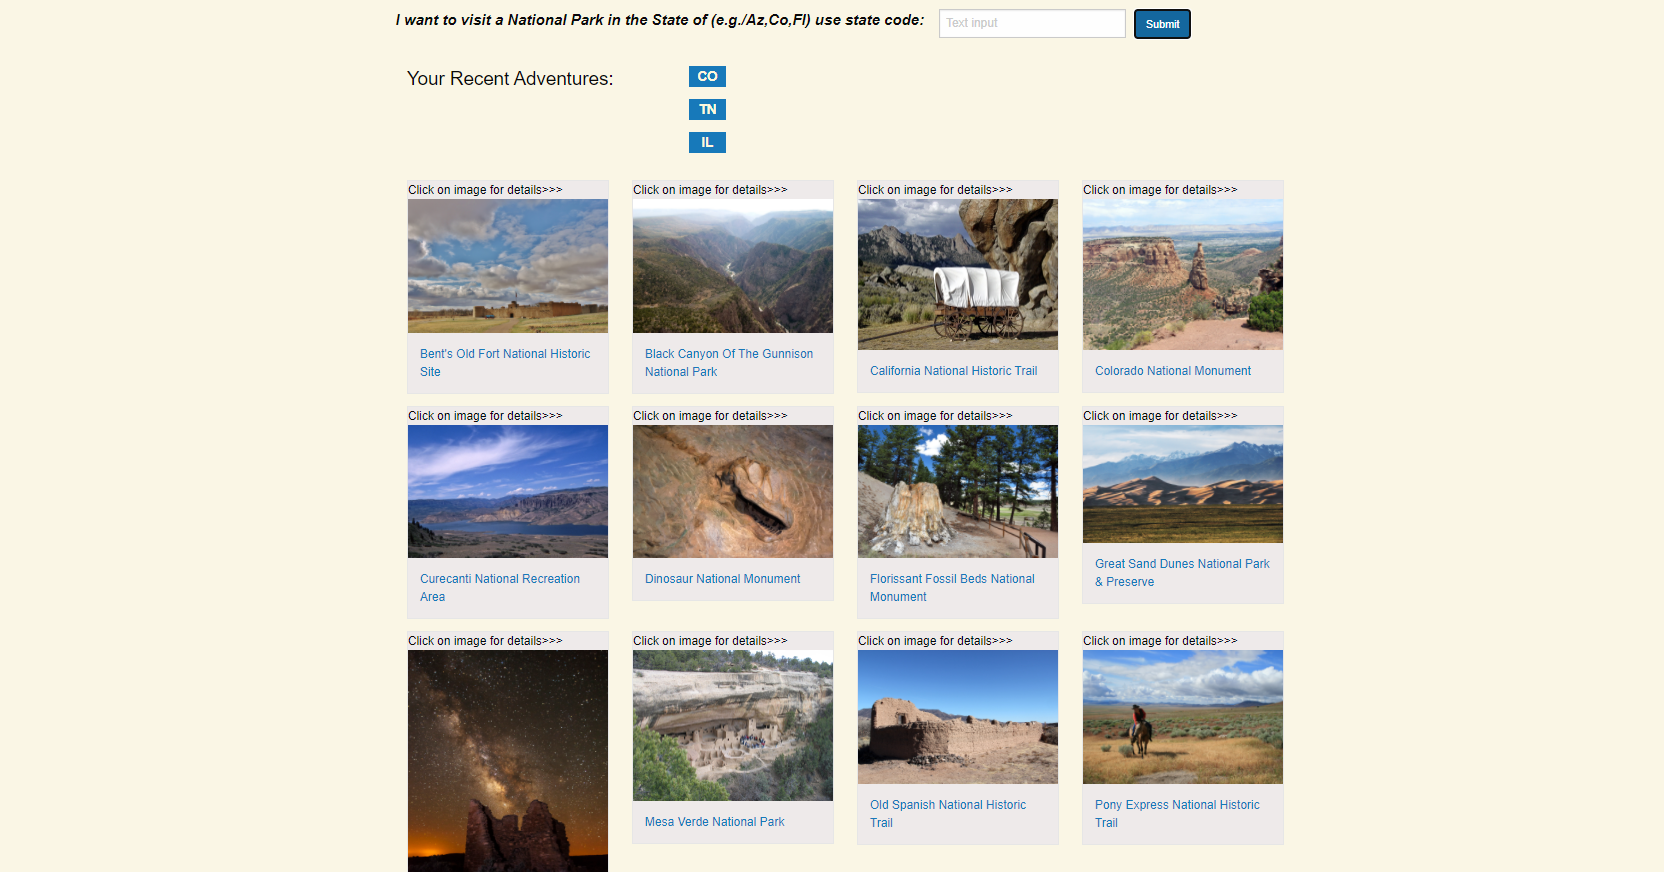 I want to visit a National Park in the State of (e.g./Az,Co,Fl) use state code:
Text input
Submit
Your Recent Adventures:
CO
TN
IL
Click on image for details>>>
Bent's Old Fort National Historic
Site
Click on image for details>>>
Black Canyon Of The Gunnison
National Park
Click on image for details>>>
California National Historic Trail
Click on image for details>>>
Colorado National Monument
Click on image for details>>>
Curecanti National Recreation
Area
Click on image for details>>>
Dinosaur National Monument
Click on image for details>>>
Florissant Fossil Beds National
Monument
Click on image for details>>>
Great Sand Dunes National Park
& Preserve
Click on image for details>>>
Click on image for details>>>
Mesa Verde National Park
Click on image for details>>>
Old Spanish National Historic
Trail
Click on image for details>>>
Pony Express National Historic
Trail